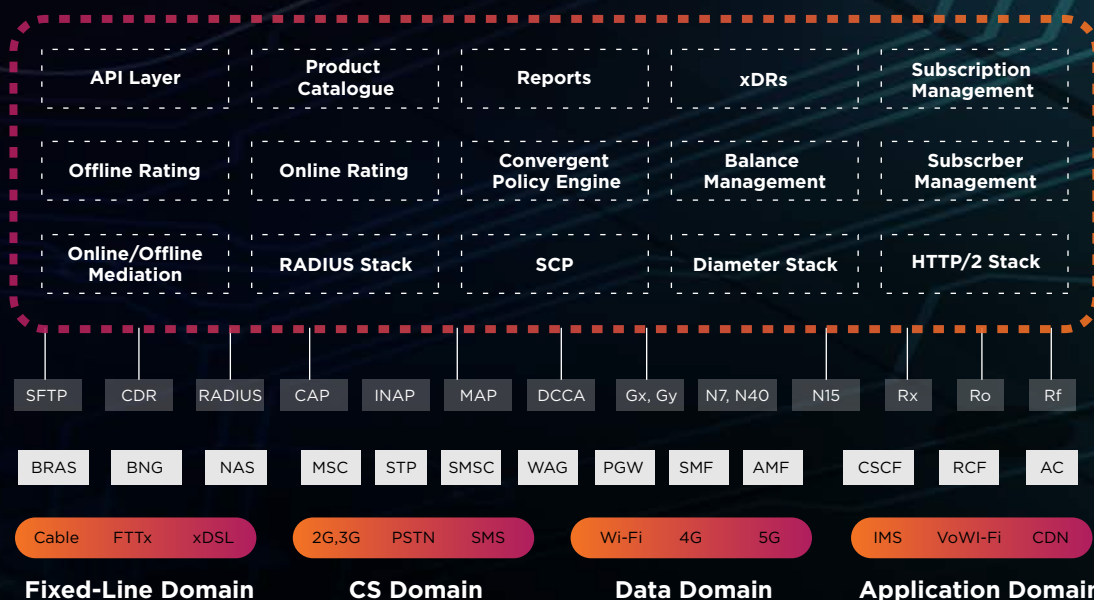 API Layer
Product
Catalogue
Reports
xDRs
Subscription
Management
Offline Rating
Online Rating
Convergent
Policy Engine
Balance
Management
Subscrber
Management
Online/Offline
Mediation
RADIUS Stack
SCP
Diameter Stack
HTTP/2 Stack
SFTP CDR RADIUS CAP INAP MAP DCCA Gx, Gy N7, N40 N15 Rx Ro Rf
BRAS BNG NAS MSC STP SMSC WAG PGW SMF AMF CSCF RCF AC
Cable FTTx xDSL 2G,3G PSTN SMS Wi-Fi 4G 5G IMS VoWI-Fi CDN
Fixed-Line Domain CS Domain Data Domain Application Domain